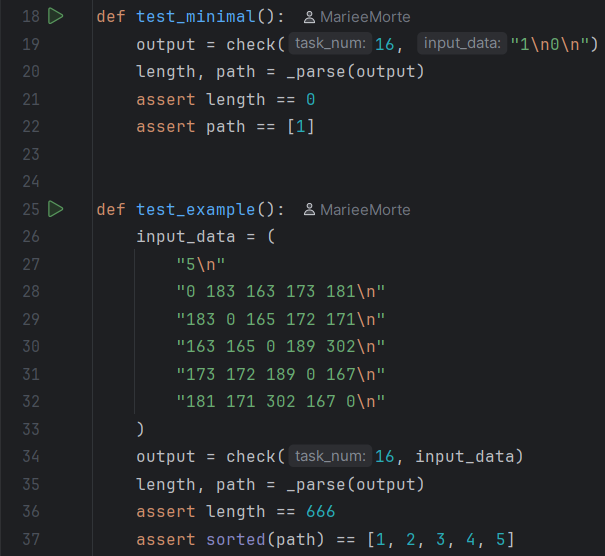 18 def test_minimal(): MarieeMorte
19 output = check( task_num: 16, input_data: "1\n0\n")
20 length, path = _parse(output)
21 assert length == 0
22 assert path == [1]
23
24
25 def test_example(): MarieeMorte
26 input_data = (
27 "5\n"
28 "0 183 163 173 181\n"
29 "183 0 165 172 171\n"
30 "163 165 0 189 302\n"
31 "173 172 189 0 167\n"
32 "181 171 302 167 0\n"
33 )
34 output = check( task_num: 16, input_data)
35 length, path = _parse(output)
36 assert length == 666
37 assert sorted(path) == [1, 2, 3, 4, 5]